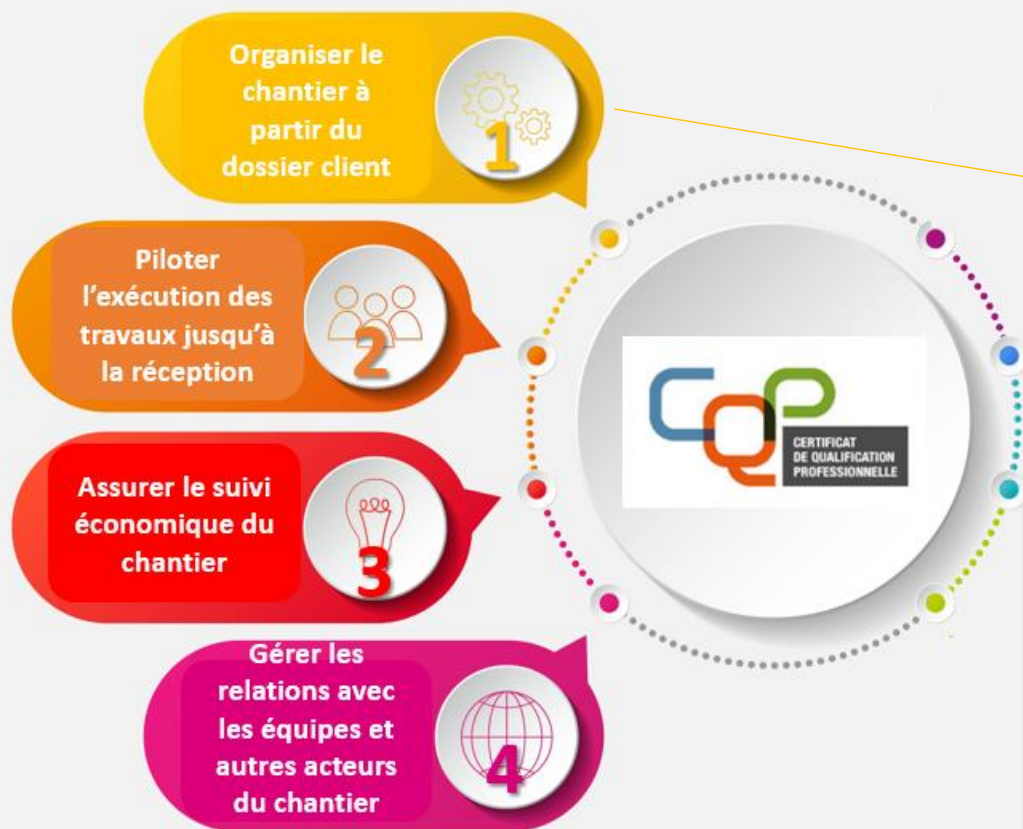 Organiser le
chantier à
partir du
dossier client
1
Piloter
l'exécution des
travaux jusqu'à
la réception
2
Assurer le suivi
économique du
chantier
3
Gérer les
relations avec
les équipes et
autres acteurs
du chantier
4
CQP
CERTIFICAT
DE QUALIFICATION
PROFESSIONNELLE